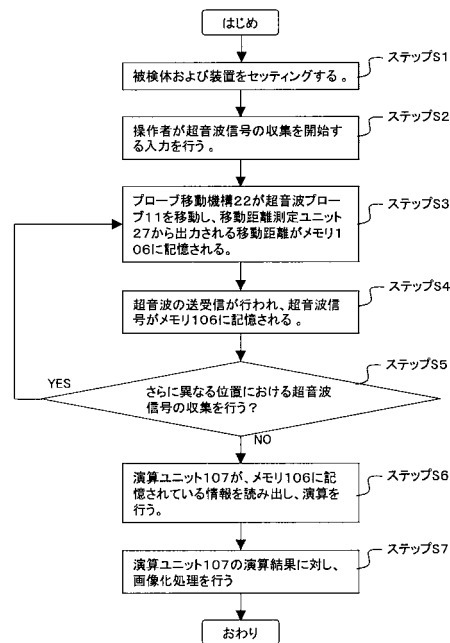 はじめ
ステップS1
被検体および装置をセッティングする 。
ステップS2
操作者が超音波信号の収集を開始す
る入力を行う。
ステップS3
プローブ移動機構22が超音波プロー
ブ11を移動し、移動距離測定ユニット
27から出力される移動距離がメモリ1
06に記憶される。
ステップS4
超音波の送受信が行われ、超音波信
号がメモリ106に記憶される 。
ステップS5
YES
さらに異なる位置における超音波
信号の収集を行う?
NO
ステップS6
演算ユニット107が、メモリ106に記
憶されている情報を読み出し、演算を
行う。
ステップS7
演算ユニット107の演算結果に対し、
画像化処理を行う
おわり